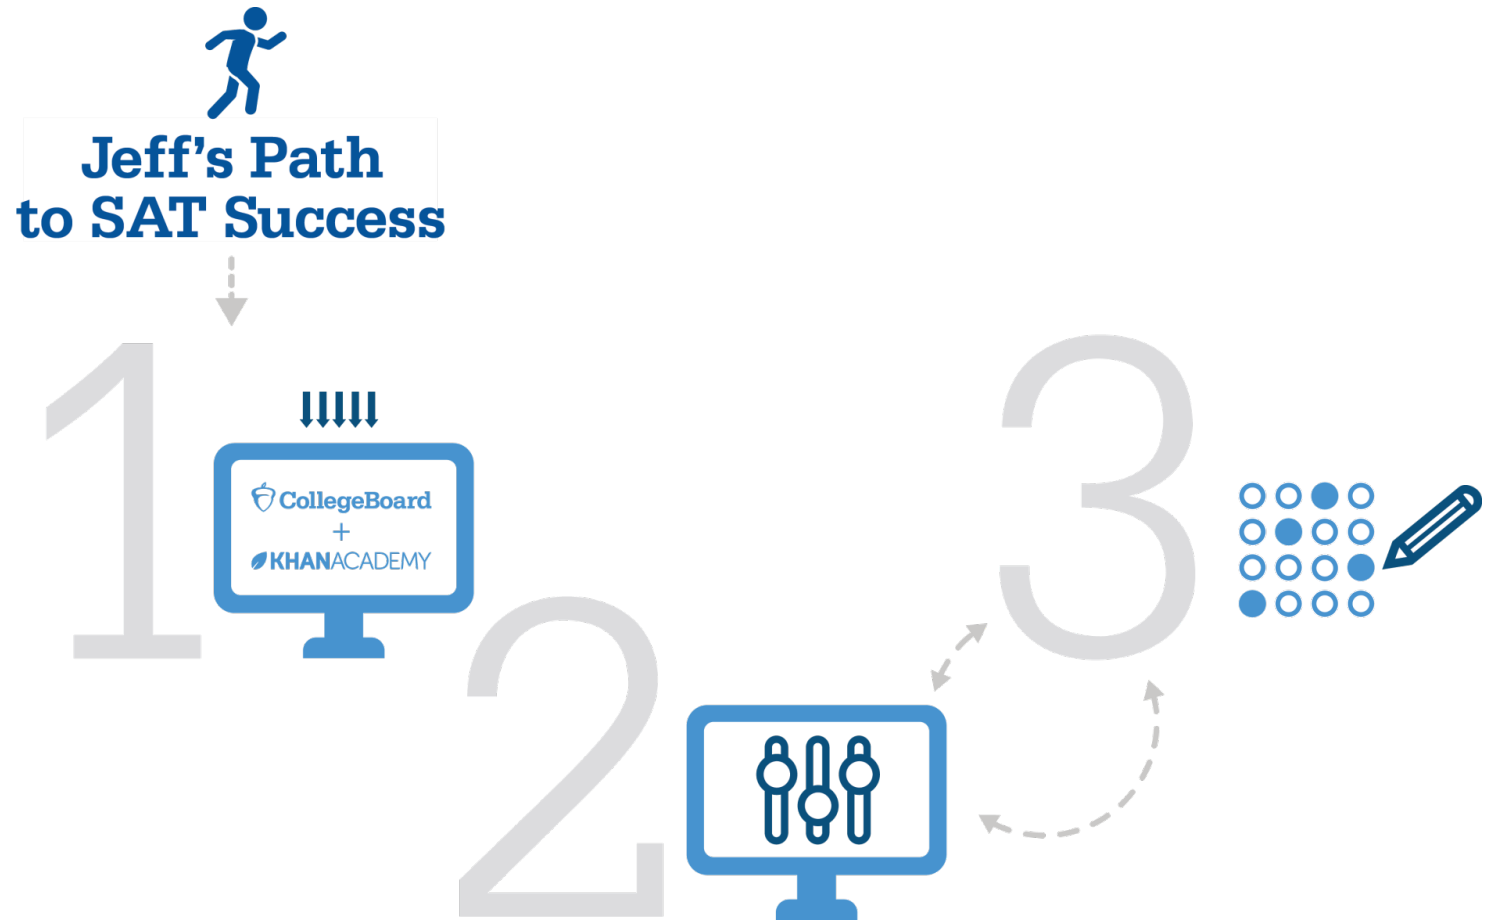 Jeff's Path
to SAT Success
1
CollegeBoard
+
KHANACADEMY
2
3